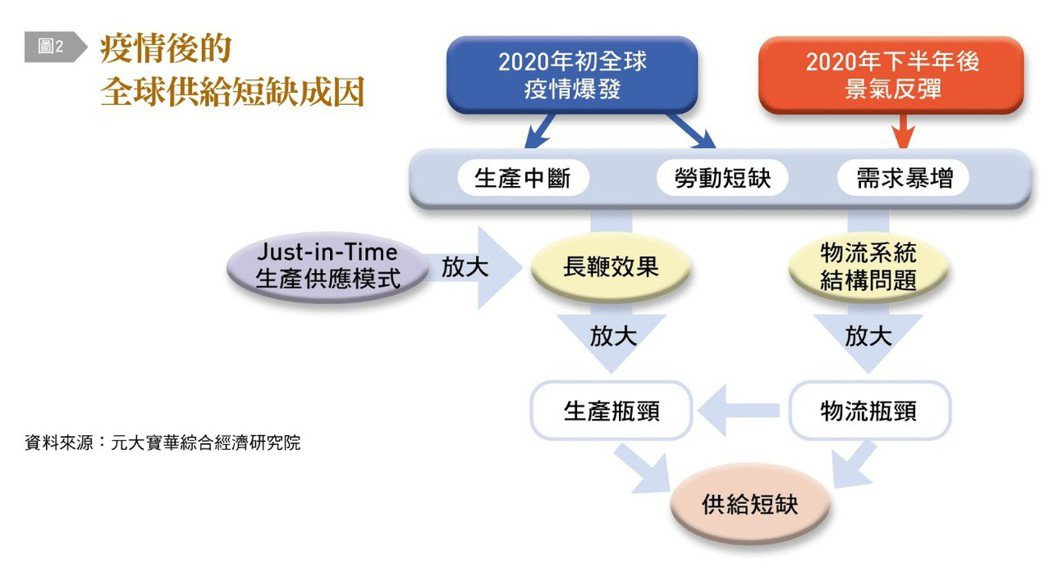 圖2
疫情後的
全球供給短缺成因
2020年初全球
疫情爆發
2020年下半年後
景氣反彈
生產中斷
勞動短缺
需求暴增
Just-in-Time
生產供應模式
放大
長鞭效果
物流系統
結構問題
放大
放大
生產瓶頸
物流瓶頸
供給短缺
資料來源：元大寶華綜合經濟研究院